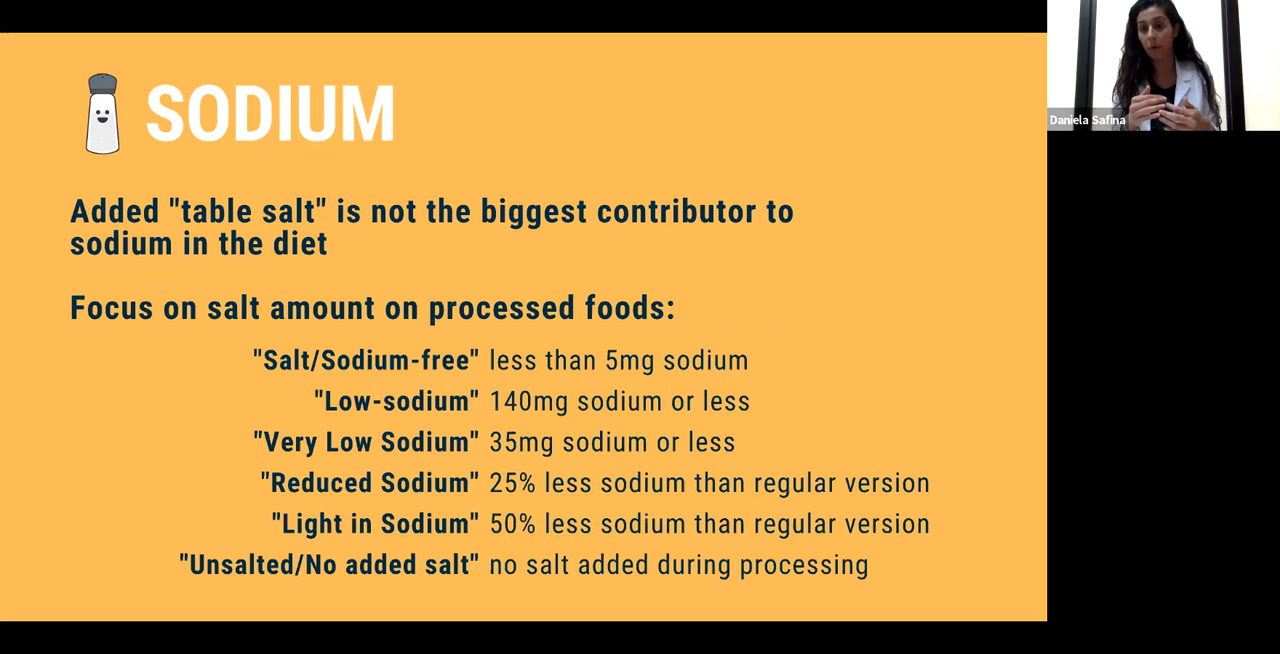 SODIUM
Added "table salt" is not the biggest contributor to
sodium in the diet
Focus on salt amount on processed foods:
"Salt/Sodium-free" less than 5mg sodium
"Low-sodium" 140mg sodium or less
"Very Low Sodium" 35mg sodium or less
"Reduced Sodium" 25% less sodium than regular version
"Light in Sodium" 50% less sodium than regular version
"Unsalted/No added salt" no salt added during processing
Daniela Safina